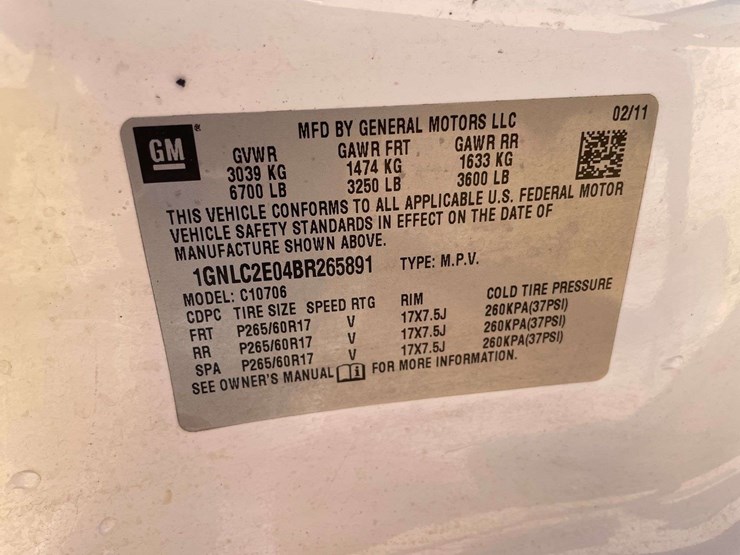 GM ®
MFD BY GENERAL MOTORS LLC 02/11
GVWR GAWR FRT GAWR RR
3039 KG 1474 KG 1633 KG
6700 LB 3250 LB 3600 LB
THIS VEHICLE CONFORMS TO ALL APPLICABLE U.S. FEDERAL MOTOR
VEHICLE SAFETY STANDARDS IN EFFECT ON THE DATE OF
MANUFACTURE SHOWN ABOVE.
1GNLC2E04BR265891 TYPE: M.P.V.
MODEL: C10706
CDPC TIRE SIZE SPEED RTG RIM COLD TIRE PRESSURE
FRT P265/60R17 V 17X7.5J 260KPA(37PSI)
RR P265/60R17 V 17X7.5J 260KPA(37PSI)
SPA P265/60R17 V 17X7.5J 260KPA(37PSI)
SEE OWNER'S MANUAL i FOR MORE INFORMATION.